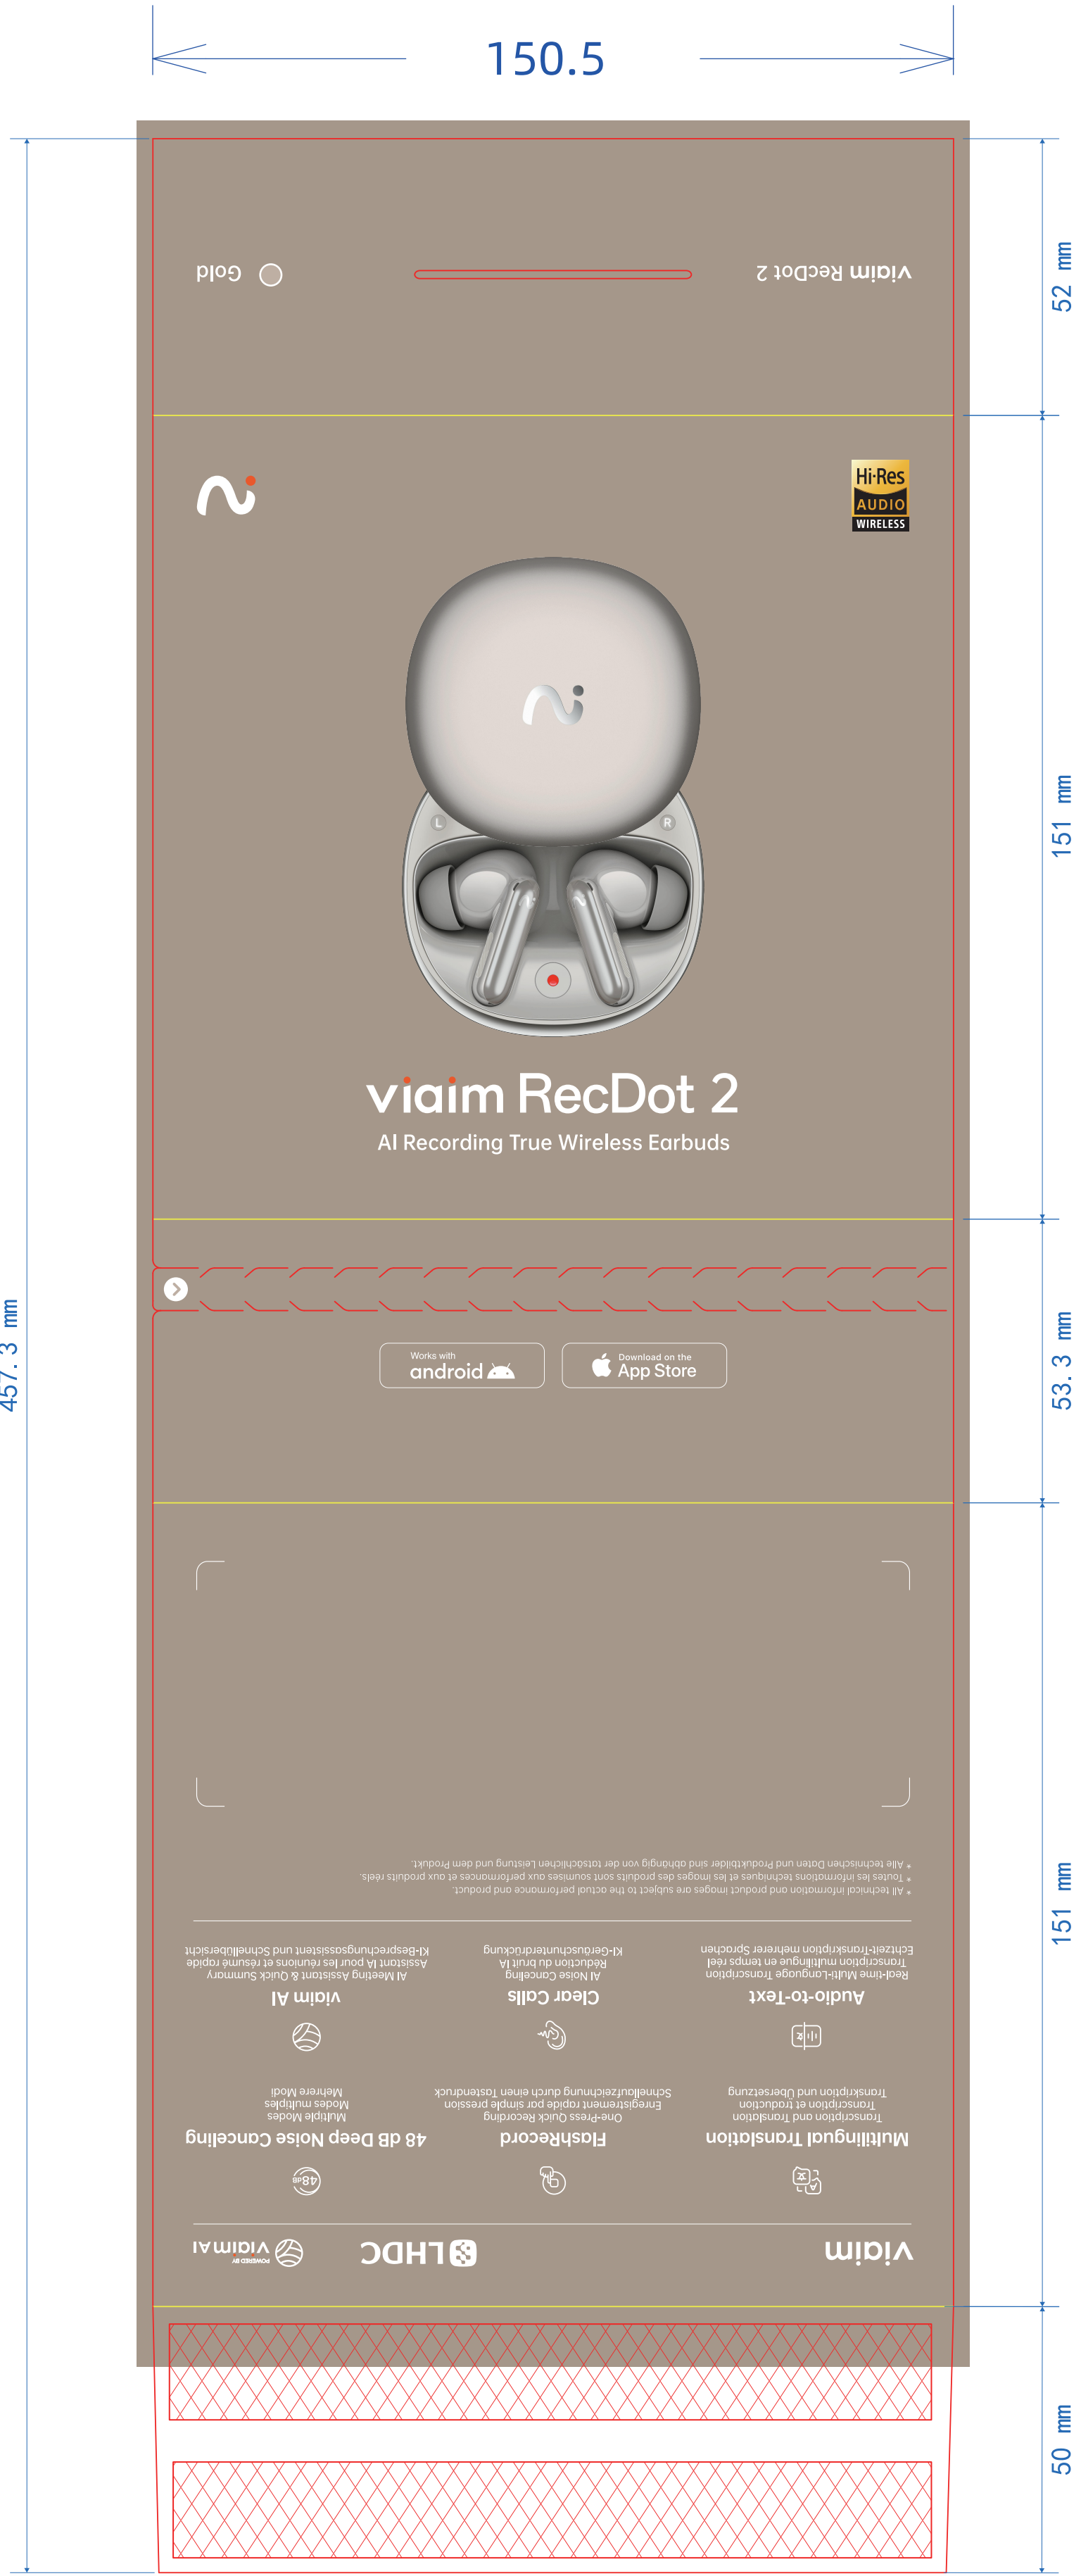 150.5
457.3 mm
52 mm
151 mm
53.3 mm
151 mm
50 mm
viaim RecDot 2
Gold
Hi-Res
AUDIO
WIRELESS
L
R
viaim RecDot 2
AI Recording True Wireless Earbuds
Works with
android
Download on the
App Store
viaim
LHDC
POWERED BY
viaim AI
Multilingual Translation
Transcription and Translation
Transcription et traduction
Transkription und Übersetzung
FlashRecord
One-Press Quick Recording
Enregistrement rapide par simple pression
Schnellaufzeichnung durch einen Tastendruck
48dB
48 dB Deep Noise Canceling
Multiple Modes
Modes multiples
Mehrere Modi
Audio-to-Text
Real-time Multi-Language Transcription
Transcription multilingue en temps réel
Echtzeit-Transkription mehrerer Sprachen
Clear Calls
AI Noise Canceling
Réduction du bruit IA
KI-Geräuschunterdrückung
viaim AI
AI Meeting Assistant & Quick Summary
Assistant IA pour les réunions et résumé rapide
KI-Besprechungsassistent und Schnellübersicht
* All technical information and product images are subject to the actual performance and product.
* Toutes les informations techniques et les images des produits sont soumises aux performances et aux produits réels.
* Alle technischen Daten und Produktbilder sind abhängig von der tatsächlichen Leistung und dem Produkt.